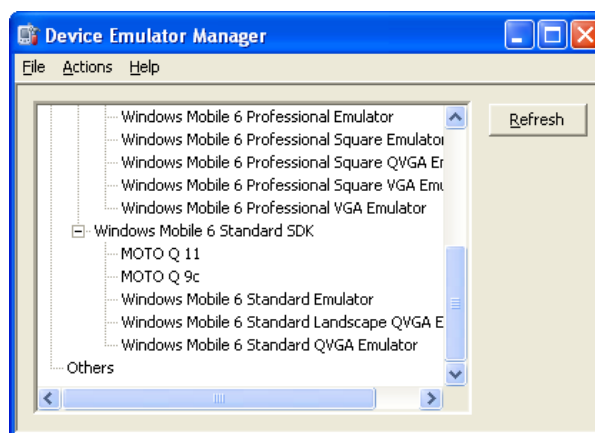 Device Emulator Manager
File Actions Help
Windows Mobile 6 Professional Emulator
Windows Mobile 6 Professional Square Emulator
Windows Mobile 6 Professional Square QVGA
Windows Mobile 6 Professional Square VGA
Windows Mobile 6 Professional VGA Emulator
Windows Mobile 6 Standard SDK
MOTO Q 11
MOTO Q 9c
Windows Mobile 6 Standard Emulator
Windows Mobile 6 Standard Landscape QVGA E
Windows Mobile 6 Standard QVGA Emulator
Others
Refresh